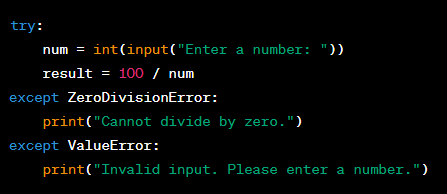 try:
    num = int(input("Enter a number: "))
    result = 100 / num
except ZeroDivisionError:
    print("Cannot divide by zero.")
except ValueError:
    print("Invalid input. Please enter a number.")